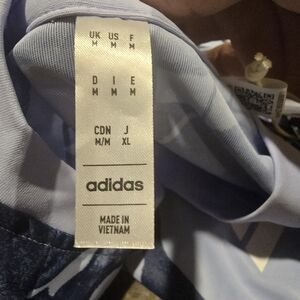 UK US F
M M M
D I E
M M M
CDN J
M/M XL
adidas
MADE IN
VIETNAM